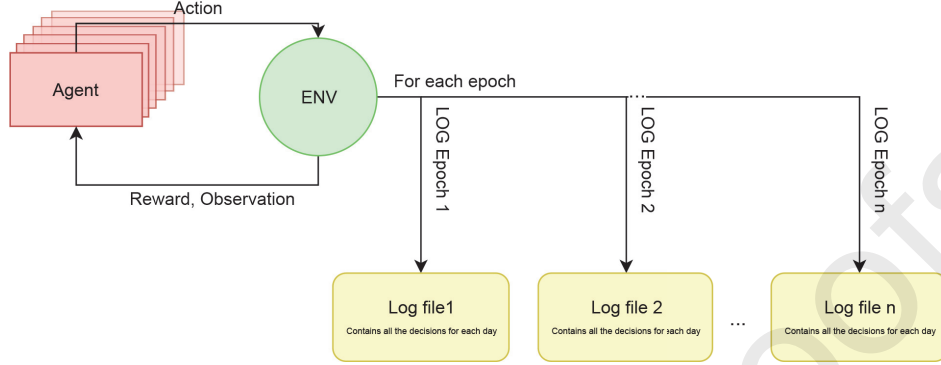 Action
Agent
ENV
For each epoch
...
Reward, Observation
LOG Epoch 1
LOG Epoch 2
LOG Epoch n
Log file1
Contains all the decisions for each day
Log file 2
Contains all the decisions for each day
...
Log file n
Contains all the decisions for each day